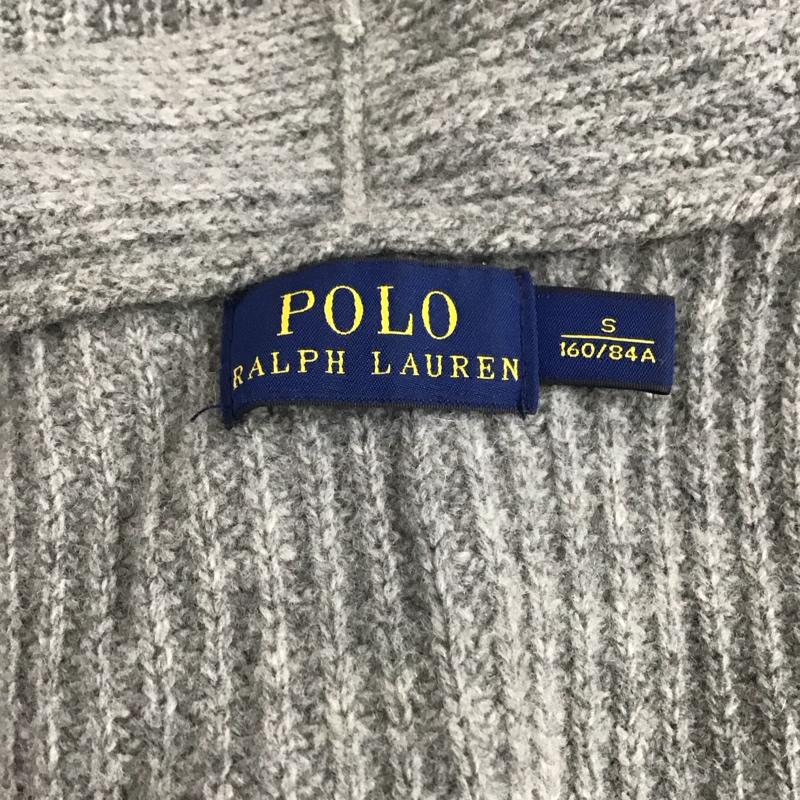 POLO
RALPH LAUREN
S
160/84A